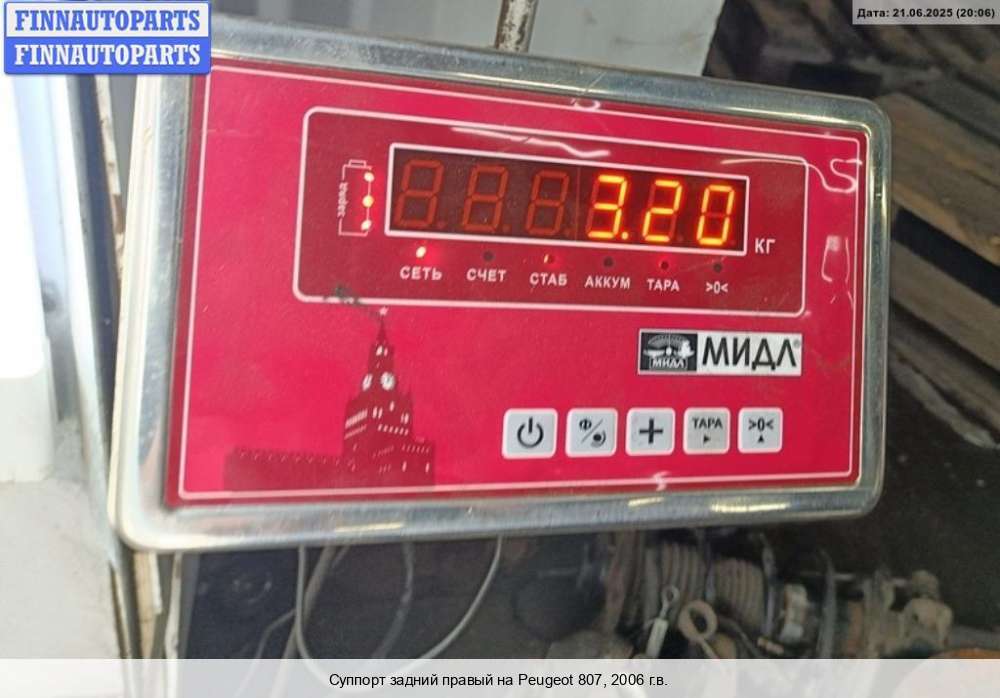 FINNAUTOPARTS
FINNAUTOPARTS
Дата: 21.06.2025 (20:06)
заряд
3.20
КГ
СЕТЬ СЧЕТ СТАБ АККУМ ТАРА >0<
МИДЛ МИДЛ®
Ф/ + ТАРА >0<
Суппорт задний правый на Peugeot 807, 2006 г.в.